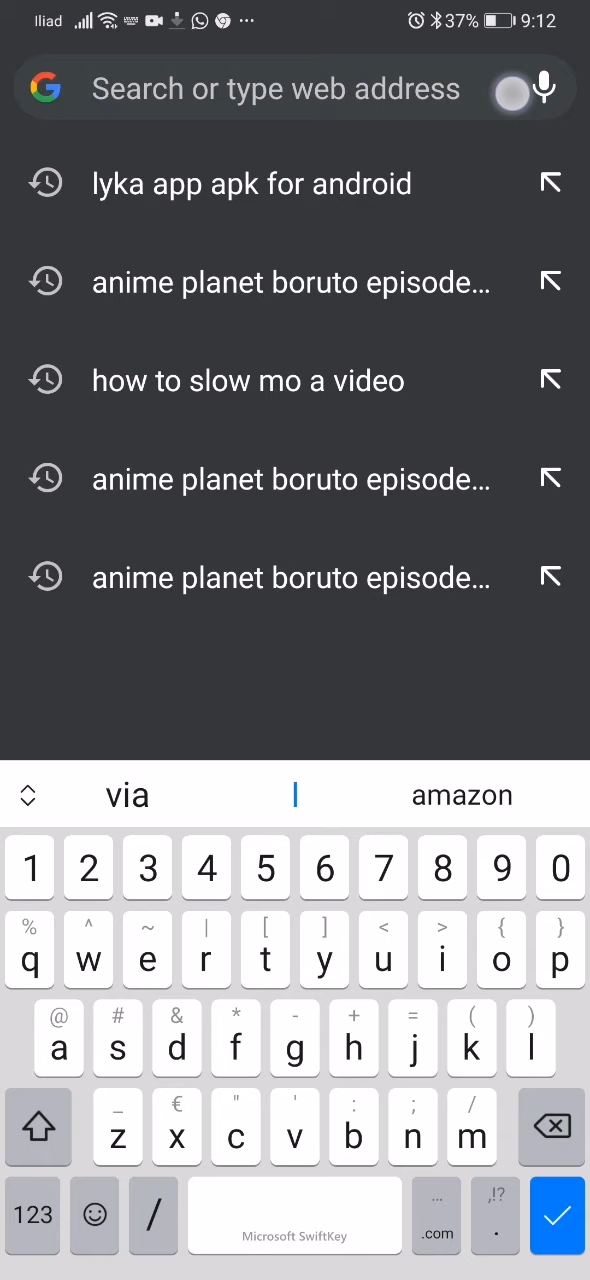 Iliad 37% 9:12
Search or type web address
lyka app apk for android
anime planet boruto episode...
how to slow mo a video
anime planet boruto episode...
anime planet boruto episode...
via amazon
1 2 3 4 5 6 7 8 9 0
% ^ ~ | [ ] < > { }
q w e r t y u i o p
@ # & * - + = ( )
a s d f g h j k l
_ € " ' : ; /
z x c v b n m
... ,!?
123 / .com .
Microsoft SwiftKey